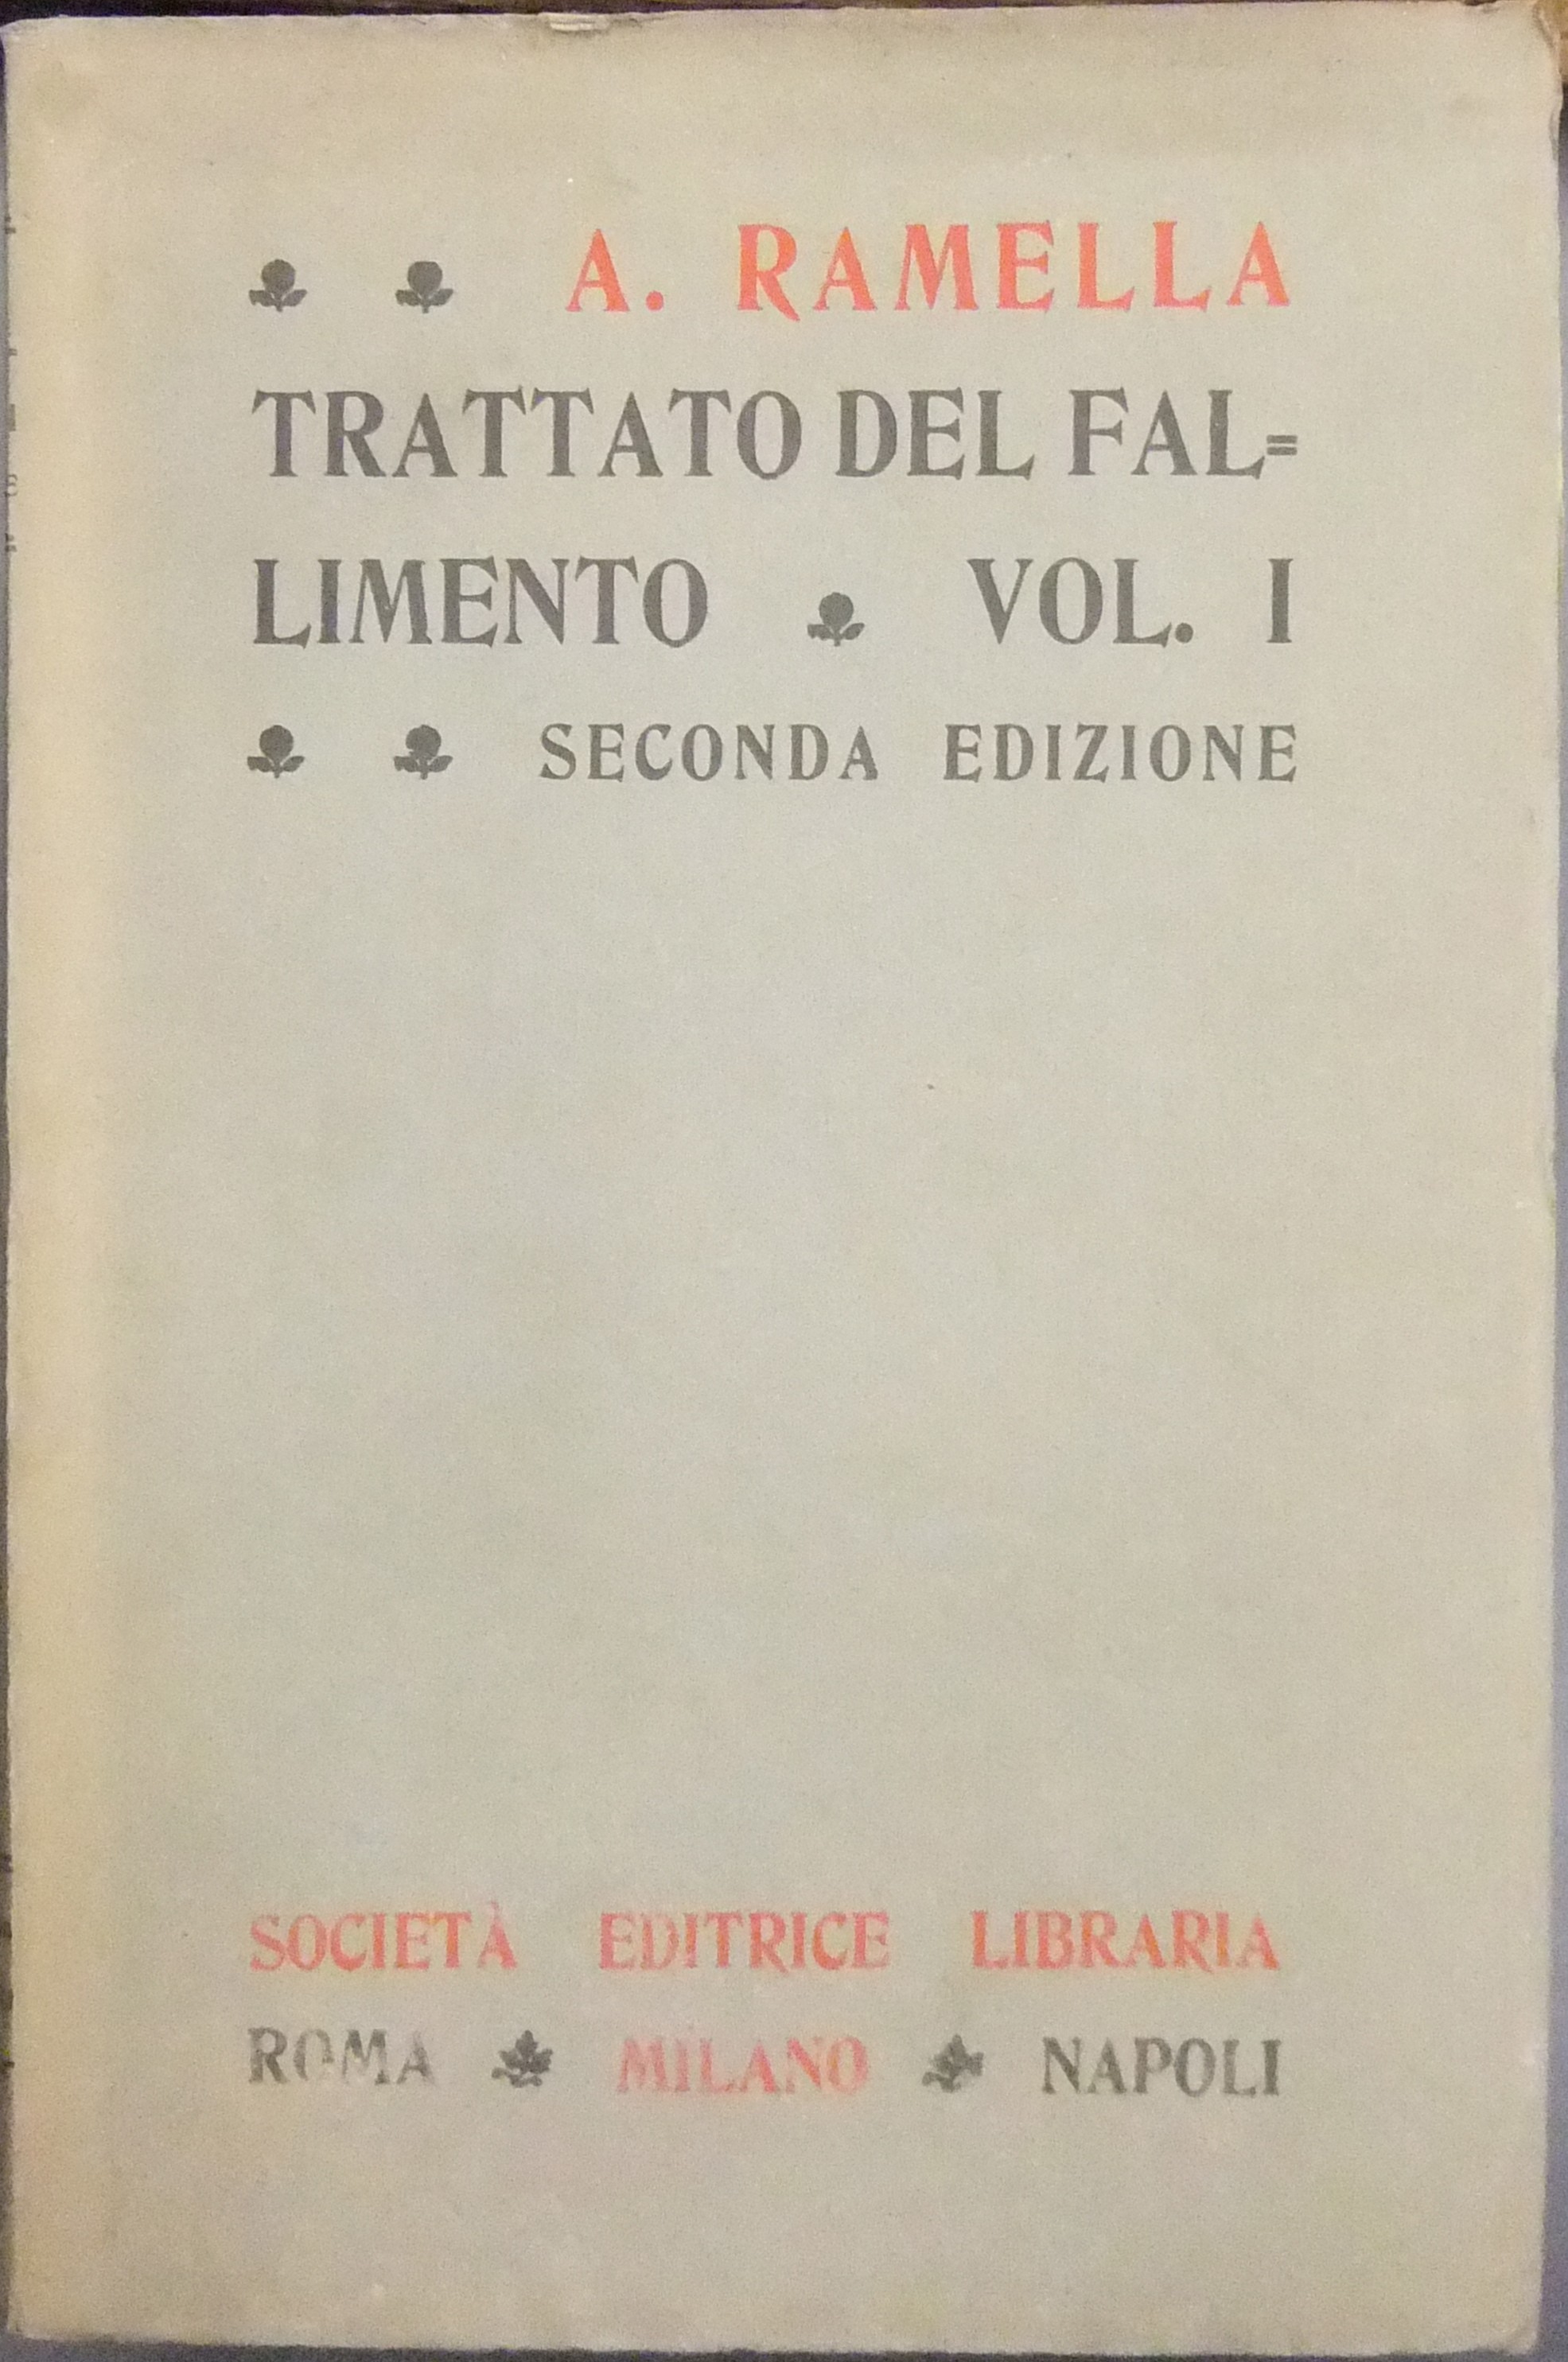 A. RAMELLA
TRATTATO DEL FAL=
LIMENTO VOL. I
SECONDA EDIZIONE
SOCIETÀ EDITRICE LIBRARIA
ROMA MILANO NAPOLI